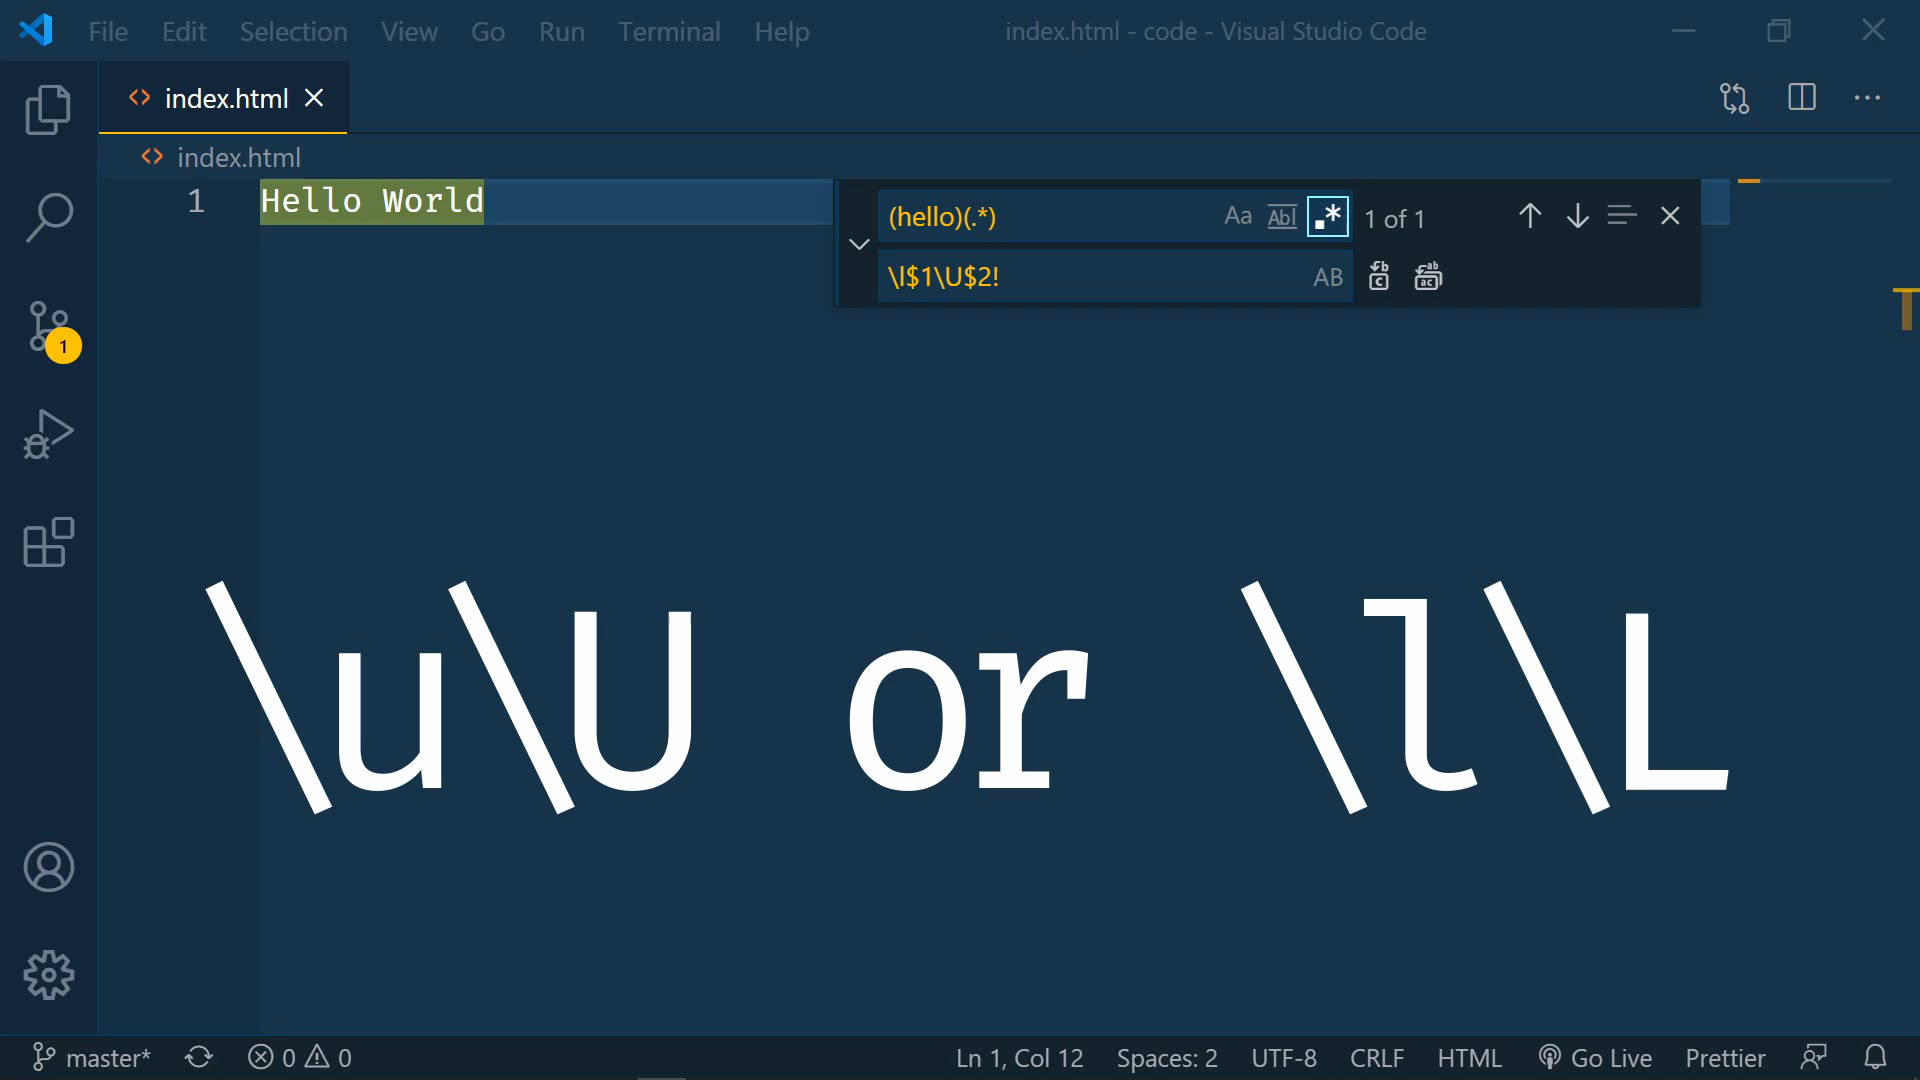 File Edit Selection View Go Run Terminal Help index.html - code - Visual Studio Code
index.html
index.html
1 Hello World
(hello)(.*) Aa Abl .* 1 of 1
\l$1\U$2! AB
1
\u\U or \l\L
master* 0 0 Ln 1, Col 12 Spaces: 2 UTF-8 CRLF HTML Go Live Prettier